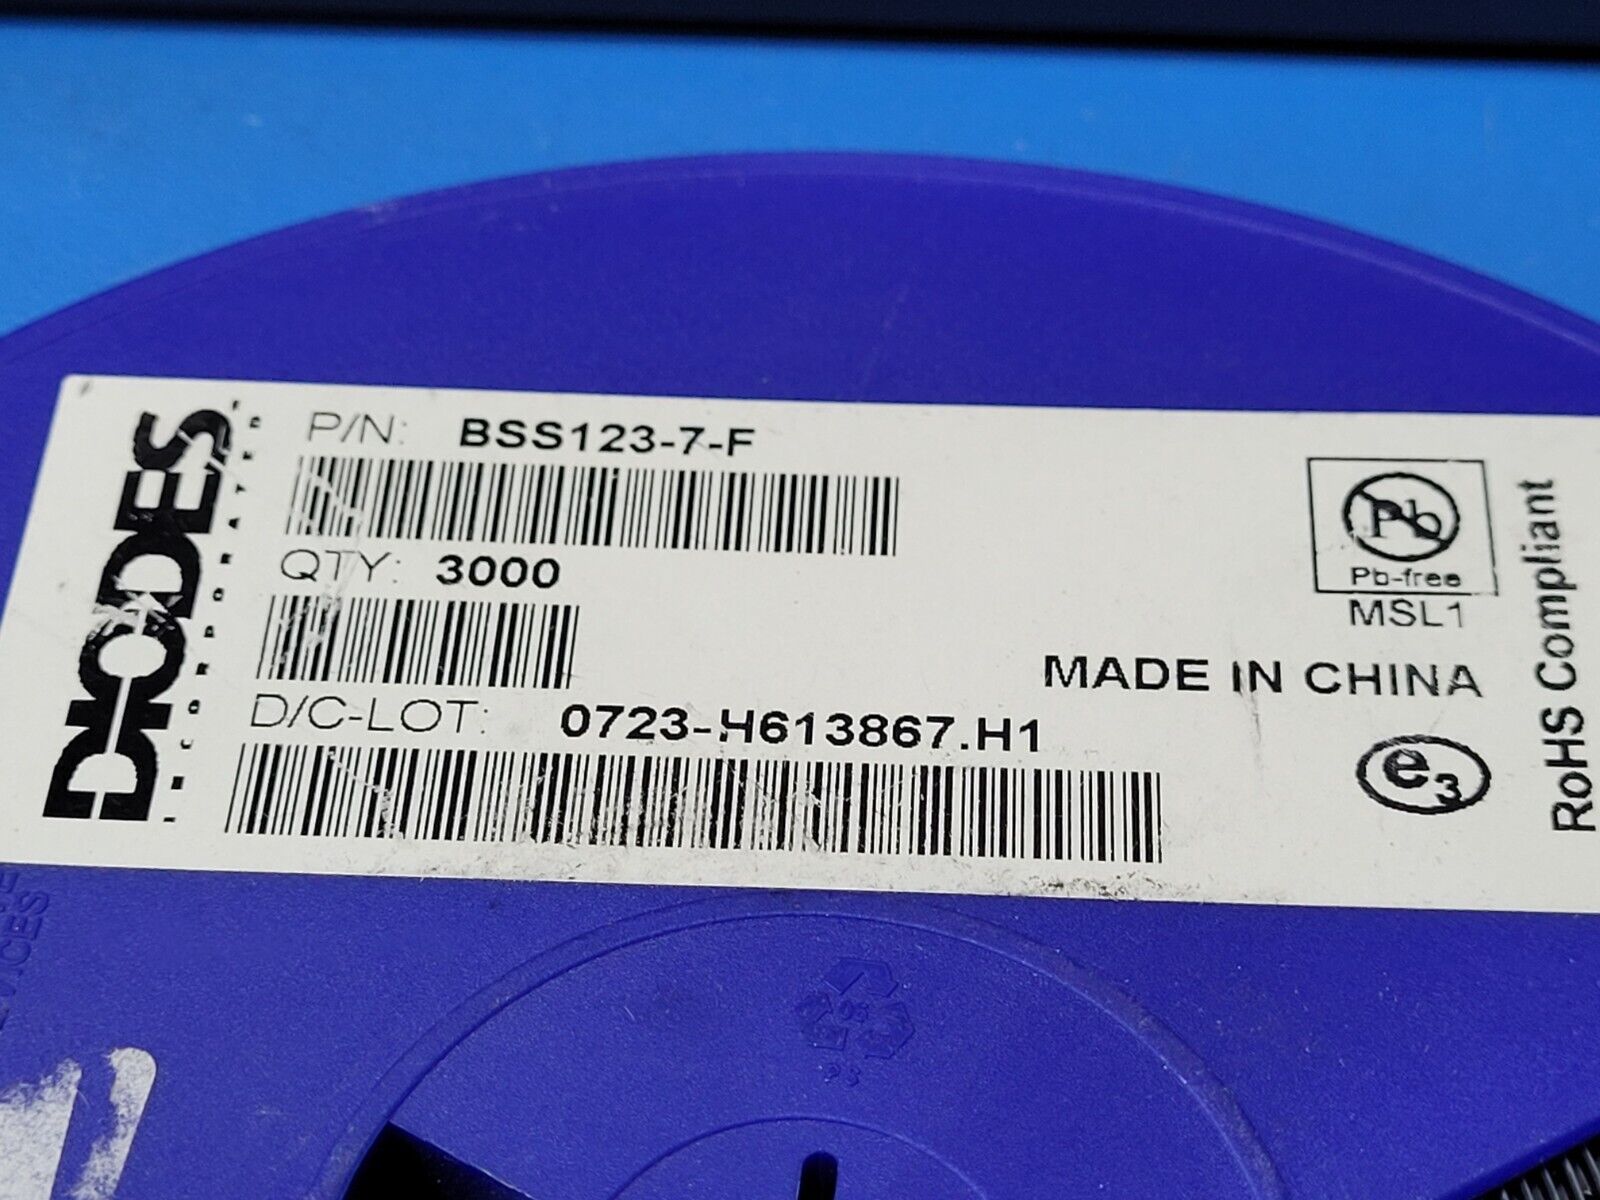 DIODES
INCORPORATED
P/N: BSS123-7-F
QTY: 3000
D/C-LOT: 0723-H613867.H1
Pb
Pb-free
MSL1
MADE IN CHINA
e3
RoHS Compliant
PS